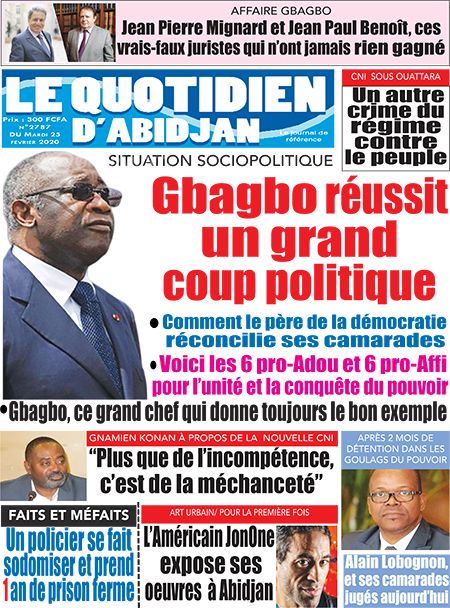 AFFAIRE GBAGBO
Jean Pierre Mignard et Jean Paul Benoît, ces
vrais-faux juristes qui n'ont jamais rien gagné
LE QUOTIDIEN
D'ABIDJAN
Prix : 300 FCFA
N°2787
DU Mardi 25
février 2020
Le journal de
référence
CNI SOUS OUATTARA
Un autre
crime du
régime
contre
le peuple
SITUATION SOCIOPOLITIQUE
Gbagbo réussit
un grand
coup politique
• Comment le père de la démocratie
réconcilie ses camarades
• Voici les 6 pro-Adou et 6 pro-Affi
pour l'unité et la conquête du pouvoir
• Gbagbo, ce grand chef qui donne toujours le bon exemple
GNAMIEN KONAN À PROPOS DE LA NOUVELLE CNI
“Plus que de l'incompétence,
c'est de la méchanceté”
APRÈS 2 MOIS DE
DÉTENTION DANS LES
GOULAGS DU POUVOIR
Alain Lobognon,
et ses camarades
jugés aujourd'hui
FAITS ET MÉFAITS
Un policier se fait
sodomiser et prend
1 an de prison ferme
ART URBAIN/ POUR LA PREMIÈRE FOIS
L'Américain JonOne
expose ses
oeuvres à Abidjan